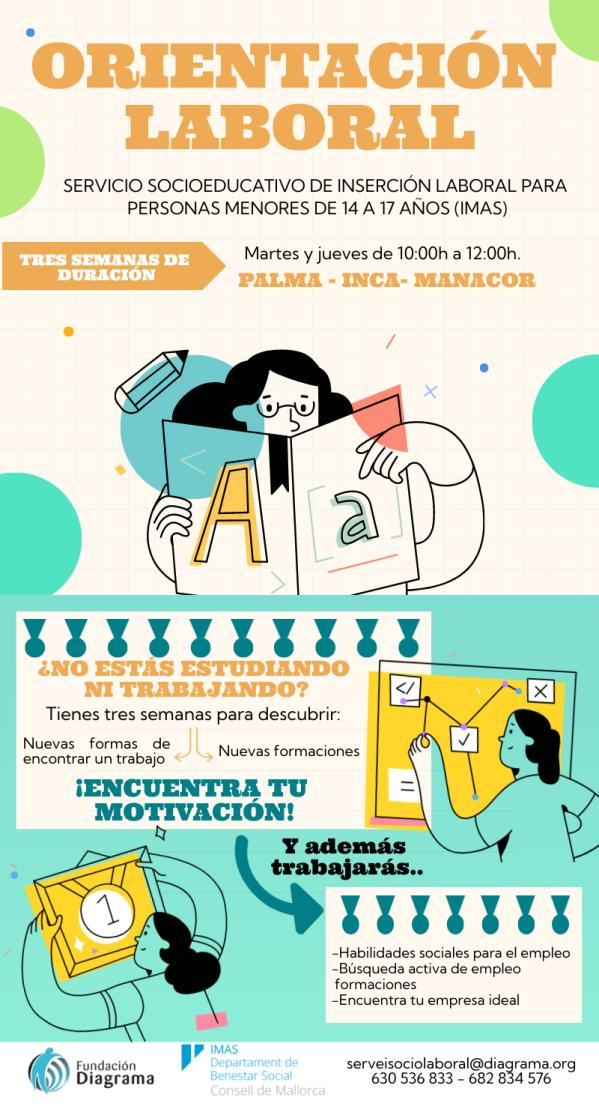 ORIENTACIÓN
LABORAL
SERVICIO SOCIOEDUCATIVO DE INSERCIÓN LABORAL PARA
PERSONAS MENORES DE 14 A 17 AÑOS (IMAS)
TRES SEMANAS DE
DURACIÓN
Martes y jueves de 10:00h a 12:00h.
PALMA - INCA- MANACOR
A
a
¿NO ESTÁS ESTUDIANDO
NI TRABAJANDO?
Tienes tres semanas para descubrir:
Nuevas formas de
encontrar un trabajo
Nuevas formaciones
¡ENCUENTRA TU
MOTIVACIÓN!
</>
=
Y además
trabajarás..
1
-Habilidades sociales para el empleo
-Búsqueda activa de empleo
formaciones
-Encuentra tu empresa ideal
Fundación
Diagrama
IMAS
Departament de
Benestar Social
Consell de Mallorca
serveisociolaboral@diagrama.org
630 536 833 - 682 834 576